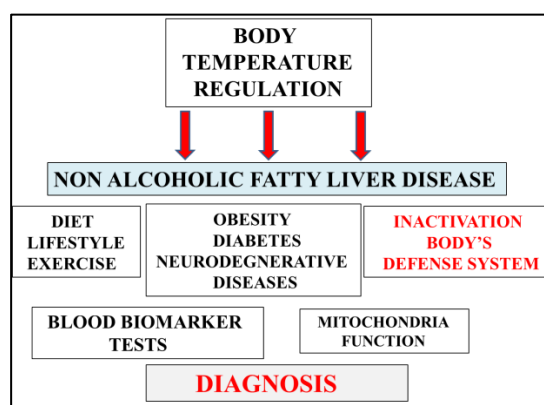 BODY
TEMPERATURE
REGULATION
NON ALCOHOLIC FATTY LIVER DISEASE
DIET
LIFESTYLE
EXERCISE
OBESITY
DIABETES
NEURODEGNERATIVE
DISEASES
INACTIVATION
BODY'S
DEFENSE SYSTEM
BLOOD BIOMARKER
TESTS
MITOCHONDRIA
FUNCTION
DIAGNOSIS